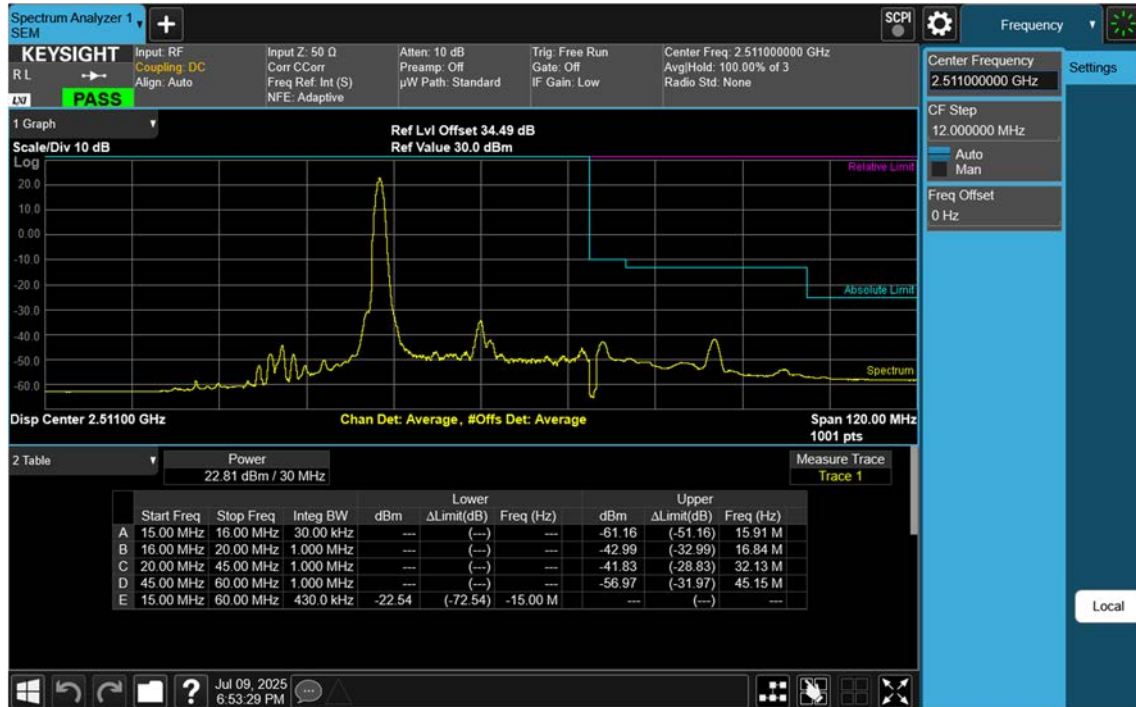 Spectrum Analyzer 1
SEM
SCPI
Frequency
KEYSIGHT
R L
LXI
PASS
Input: RF
Coupling: DC
Align: Auto
Input Z: 50 Ω
Corr CCorr
Freq Ref: Int (S)
NFE: Adaptive
Atten: 10 dB
Preamp: Off
µW Path: Standard
Trig: Free Run
Gate: Off
IF Gain: Low
Center Freq: 2.511000000 GHz
Avg|Hold: 100.00% of 3
Radio Std: None
Center Frequency
2.511000000 GHz
Settings
CF Step
12.000000 MHz
Auto
Man
Freq Offset
0 Hz
1 Graph
Scale/Div 10 dB
Ref Lvl Offset 34.49 dB
Ref Value 30.0 dBm
Log
Relative Limit
20.0
10.0
0.00
-10.0
-20.0
Absolute Limit
-30.0
-40.0
-50.0
Spectrum
-60.0
Disp Center 2.51100 GHz
Chan Det: Average, #Offs Det: Average
Span 120.00 MHz
1001 pts
2 Table
Power
22.81 dBm / 30 MHz
Measure Trace
Trace 1
Lower Upper
Start Freq Stop Freq Integ BW dBm ΔLimit(dB) Freq (Hz) dBm ΔLimit(dB) Freq (Hz)
A 15.00 MHz 16.00 MHz 30.00 kHz --- (---) --- -61.16 (-51.16) 15.91 M
B 16.00 MHz 20.00 MHz 1.000 MHz --- (---) --- -42.99 (-32.99) 16.84 M
C 20.00 MHz 45.00 MHz 1.000 MHz --- (---) --- -41.83 (-28.83) 32.13 M
D 45.00 MHz 60.00 MHz 1.000 MHz --- (---) --- -56.97 (-31.97) 45.15 M
E 15.00 MHz 60.00 MHz 430.0 kHz -22.54 (-72.54) -15.00 M --- (---) ---
Local
?
Jul 09, 2025
6:53:29 PM